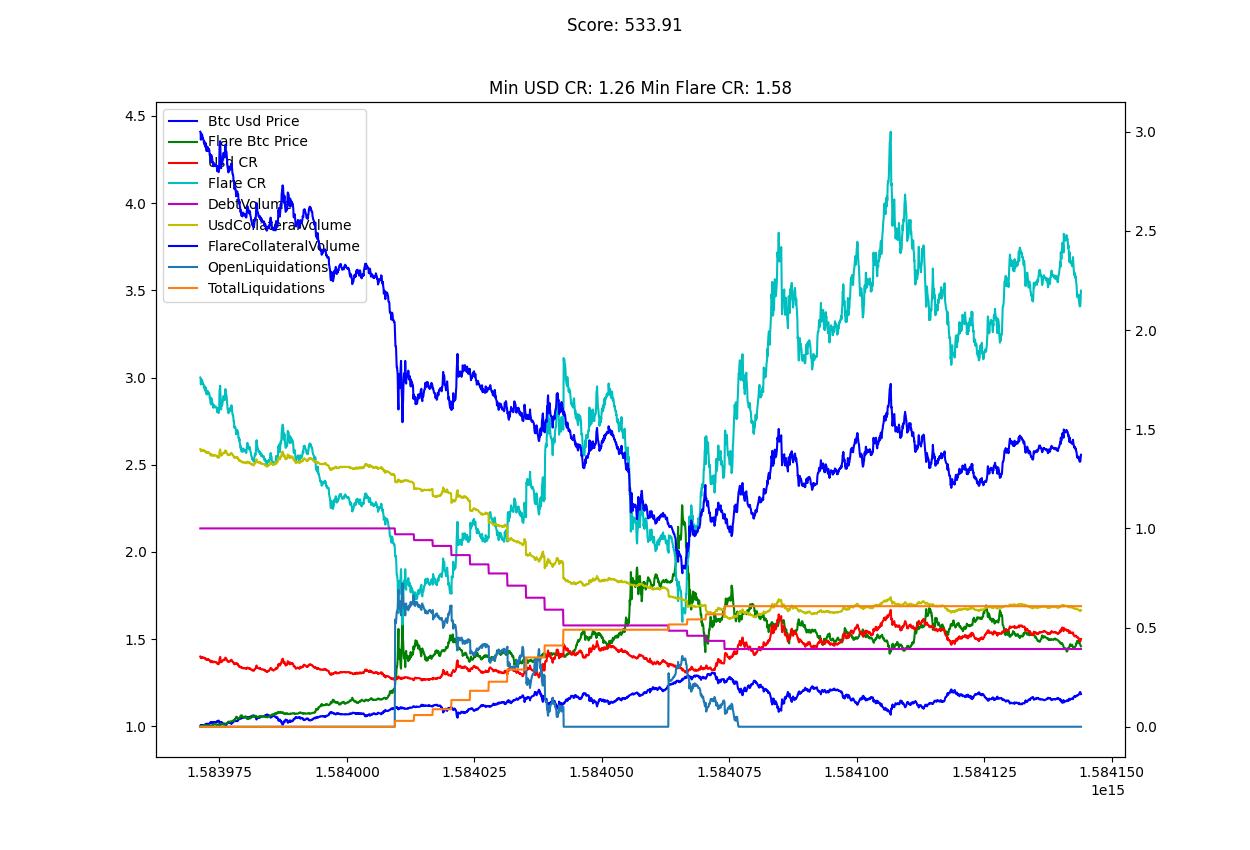 Score: 533.91
Min USD CR: 1.26 Min Flare CR: 1.58
Btc Usd Price
Flare Btc Price
Usd CR
Flare CR
DebtVolume
UsdCollateralVolume
FlareCollateralVolume
OpenLiquidations
TotalLiquidations
4.5
4.0
3.5
3.0
2.5
2.0
1.5
1.0
3.0
2.5
2.0
1.5
1.0
0.5
0.0
1.583975 1.584000 1.584025 1.584050 1.584075 1.584100 1.584125 1.584150
1e15